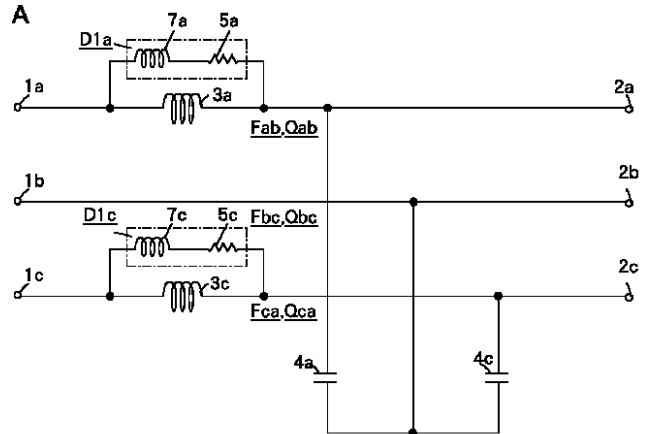 A
7a 5a
D1a
1a 3a 2a
Fab,Qab
1b 2b
7c 5c
D1c Fbc,Qbc
1c 3c 2c
Fca,Qca
4a 4c